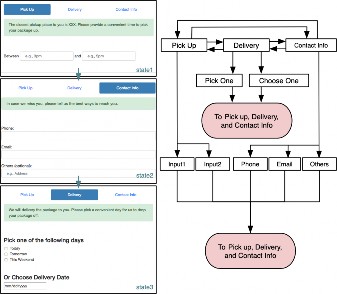 Pick Up Delivery Contact Info
The closest pickup place to you is XXX! Please provide a convenient time to pick
your package up.
Between e.g., 8pm and e.g., 9pm
state1
Pick Up Delivery Contact Info
In case we miss you, please tell us the best ways to reach you.
Phone:
Email:
Others (optional):
e.g., Address
state2
Pick Up Delivery Contact Info
We will delivery the package to you. Please pick a convenient day for us to drop
your package off.
Pick one of the following days
Today
Tomorrow
This Weekend
Or Choose Delivery Date
state3
Pick Up Delivery Contact Info
Pick One Choose One
To Pick up, Delivery,
and Contact Info
Input1 Input2 Phone Email Others
To Pick up, Delivery,
and Contact Info